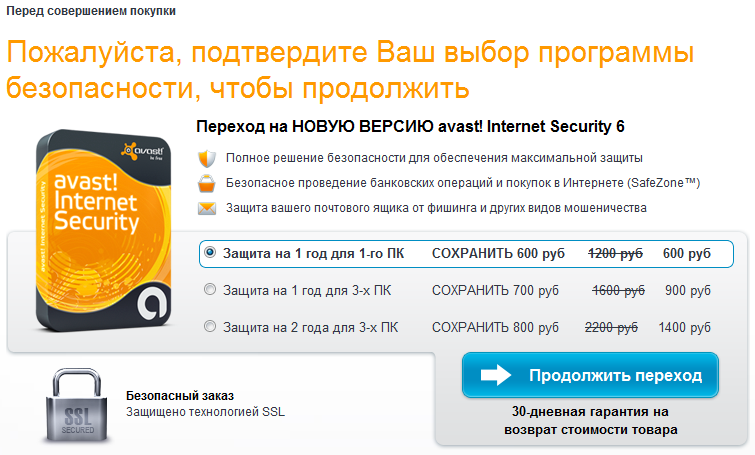 Перед совершением покупки
Пожалуйста, подтвердите Ваш выбор программы
безопасности, чтобы продолжить
Переход на НОВУЮ ВЕРСИЮ avast! Internet Security 6
avast!
by free
avast!
Internet
Security
avast! Internet Security
Полное решение безопасности для обеспечения максимальной защиты
Безопасное проведение банковских операций и покупок в Интернете (SafeZone™)
Защита вашего почтового ящика от фишинга и других видов мошеничества
Защита на 1 год для 1-го ПК СОХРАНИТЬ 600 руб 1200 руб 600 руб
Защита на 1 год для 3-х ПК СОХРАНИТЬ 700 руб 1600 руб 900 руб
Защита на 2 года для 3-х ПК СОХРАНИТЬ 800 руб 2200 руб 1400 руб
SSL
SECURED
Безопасный заказ
Защищено технологией SSL
Продолжить переход
30-дневная гарантия на
возврат стоимости товара